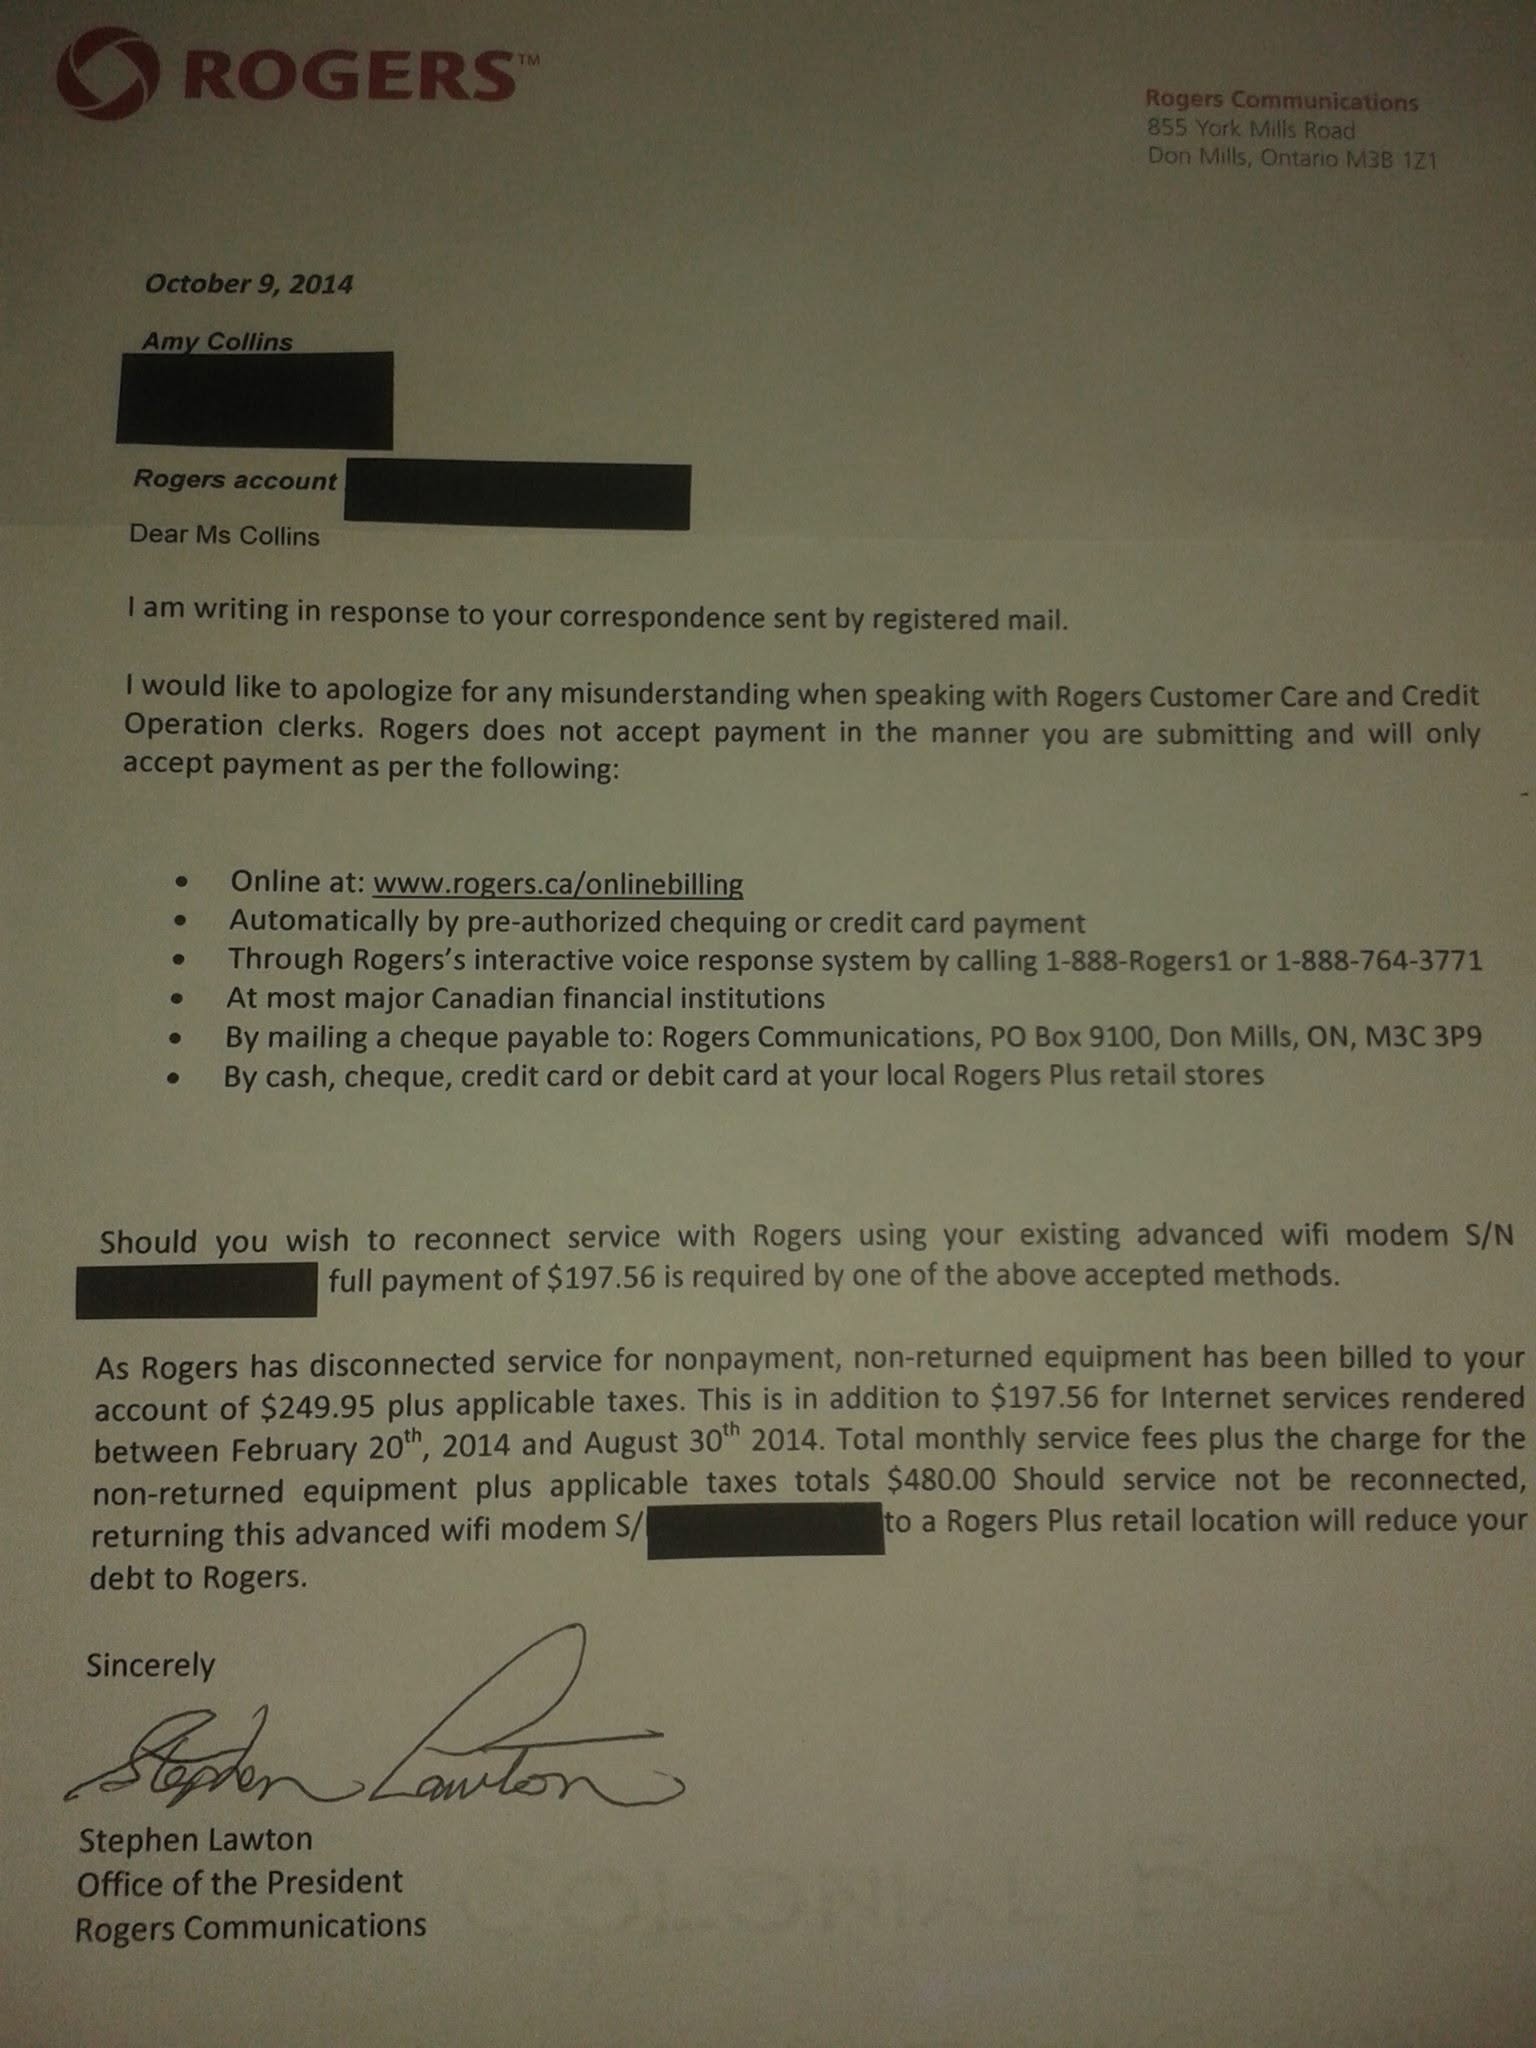 ROGERS™
Rogers Communications
855 York Mills Road
Don Mills, Ontario M3B 1Z1
October 9, 2014
Amy Collins
Rogers account
Dear Ms Collins
I am writing in response to your correspondence sent by registered mail.
I would like to apologize for any misunderstanding when speaking with Rogers Customer Care and Credit
Operation clerks. Rogers does not accept payment in the manner you are submitting and will only
accept payment as per the following:
• Online at: www.rogers.ca/onlinebilling
• Automatically by pre-authorized chequing or credit card payment
• Through Rogers's interactive voice response system by calling 1-888-Rogers1 or 1-888-764-3771
• At most major Canadian financial institutions
• By mailing a cheque payable to: Rogers Communications, PO Box 9100, Don Mills, ON, M3C 3P9
• By cash, cheque, credit card or debit card at your local Rogers Plus retail stores
Should you wish to reconnect service with Rogers using your existing advanced wifi modem S/N
full payment of $197.56 is required by one of the above accepted methods.
As Rogers has disconnected service for nonpayment, non-returned equipment has been billed to your
account of $249.95 plus applicable taxes. This is in addition to $197.56 for Internet services rendered
between February 20th, 2014 and August 30th 2014. Total monthly service fees plus the charge for the
non-returned equipment plus applicable taxes totals $480.00 Should service not be reconnected,
returning this advanced wifi modem S/ to a Rogers Plus retail location will reduce your
debt to Rogers.
Sincerely
Stephen Lawton
Stephen Lawton
Office of the President
Rogers Communications